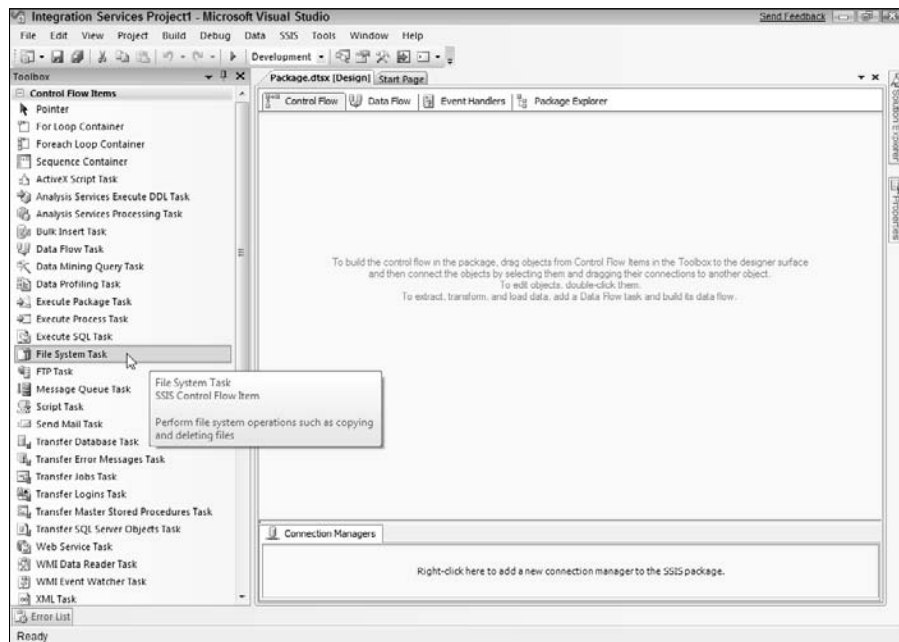 Integration Services Project1 - Microsoft Visual Studio
Send Feedback
File Edit View Project Build Debug Data SSIS Tools Window Help
Development
Toolbox
Package.dtsx [Design] Start Page
Control Flow Items
Control Flow Data Flow Event Handlers Package Explorer
Pointer
For Loop Container
Foreach Loop Container
Sequence Container
ActiveX Script Task
Analysis Services Execute DDL Task
Analysis Services Processing Task
Bulk Insert Task
Data Flow Task
Data Mining Query Task
Data Profiling Task
Execute Package Task
Execute Process Task
Execute SQL Task
File System Task
FTP Task
Message Queue Task
Script Task
Send Mail Task
Transfer Database Task
Transfer Error Messages Task
Transfer Jobs Task
Transfer Logins Task
Transfer Master Stored Procedures Task
Transfer SQL Server Objects Task
Web Service Task
WMI Data Reader Task
WMI Event Watcher Task
XML Task
File System Task
SSIS Control Flow Item
Perform file system operations such as copying
and deleting files
To build the control flow in the package, drag objects from Control Flow Items in the Toolbox to the designer surface
and then connect the objects by selecting them and dragging their connections to another object.
To edit objects, double-click them.
To extract, transform, and load data, add a Data Flow task and build its data flow.
Connection Managers
Right-click here to add a new connection manager to the SSIS package.
Solution Explorer
Properties
Error List
Ready